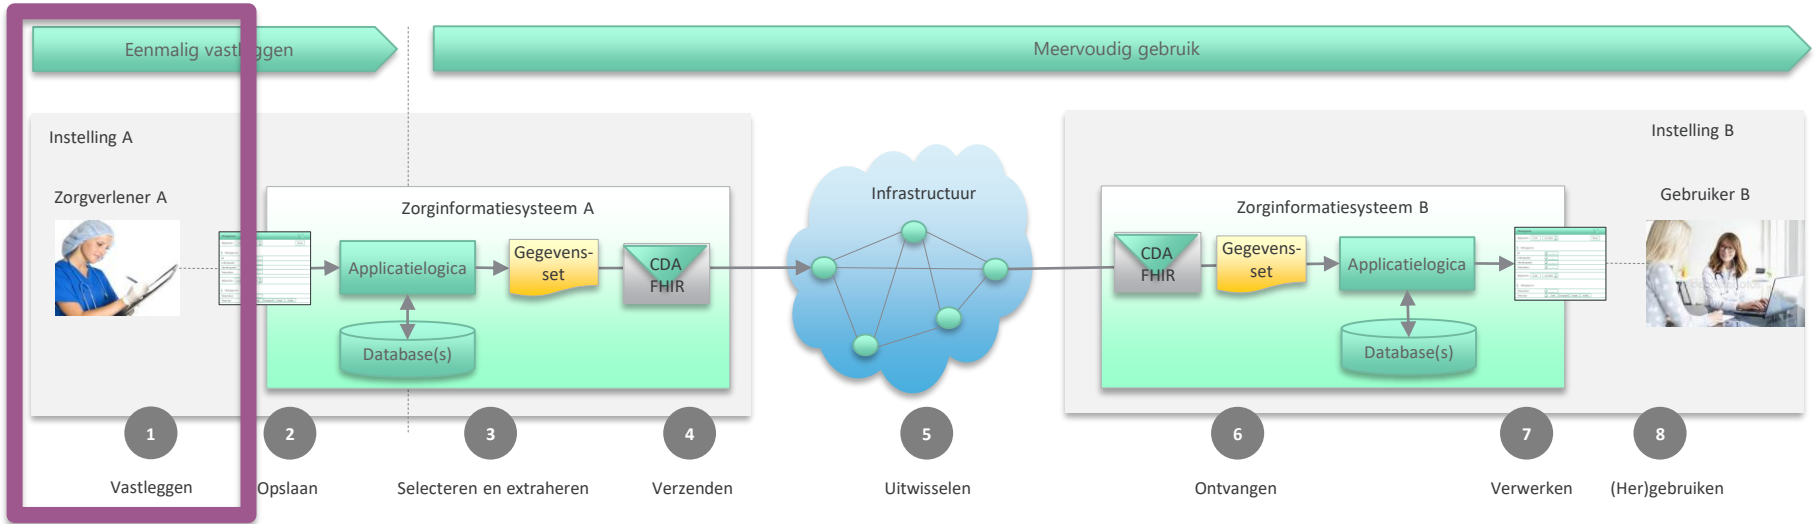 Eenmalig vastleggen
Meervoudig gebruik
Instelling A
Instelling B
Zorgverlener A
Zorginformatiesysteem A
Infrastructuur
Zorginformatiesysteem B
Gebruiker B
Applicatielogica
Gegevens-
set
CDA
FHIR
Database(s)
CDA
FHIR
Gegevens-
set
Applicatielogica
Database(s)
1
2
3
4
5
6
7
8
Vastleggen
Opslaan
Selecteren en extraheren
Verzenden
Uitwisselen
Ontvangen
Verwerken
(Her)gebruiken